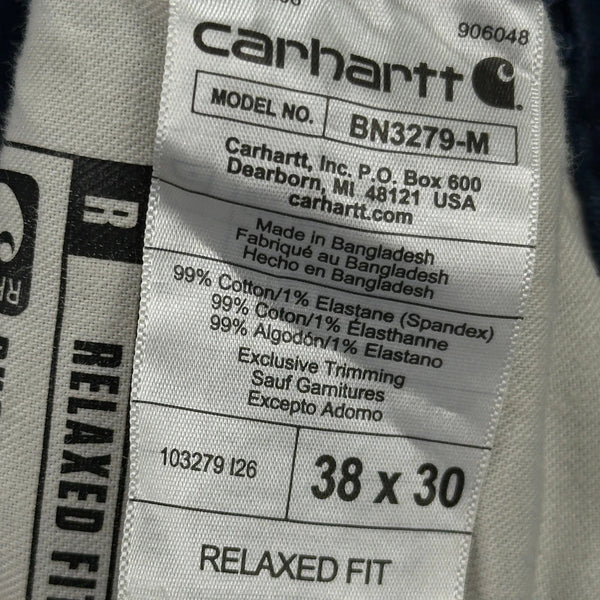 906048
carhartt
MODEL NO. BN3279-M
Carhartt, Inc. P.O. Box 600
Dearborn, MI 48121 USA
carhartt.com
Made in Bangladesh
Fabriqué au Bangladesh
Hecho en Bangladesh
99% Cotton/1% Elastane (Spandex)
99% Coton/1% Élasthanne
99% Algodón/1% Elastano
Exclusive Trimming
Sauf Garnitures
Excepto Adorno
103279 I26
38 x 30
RELAXED FIT
R
RELAXED FIT